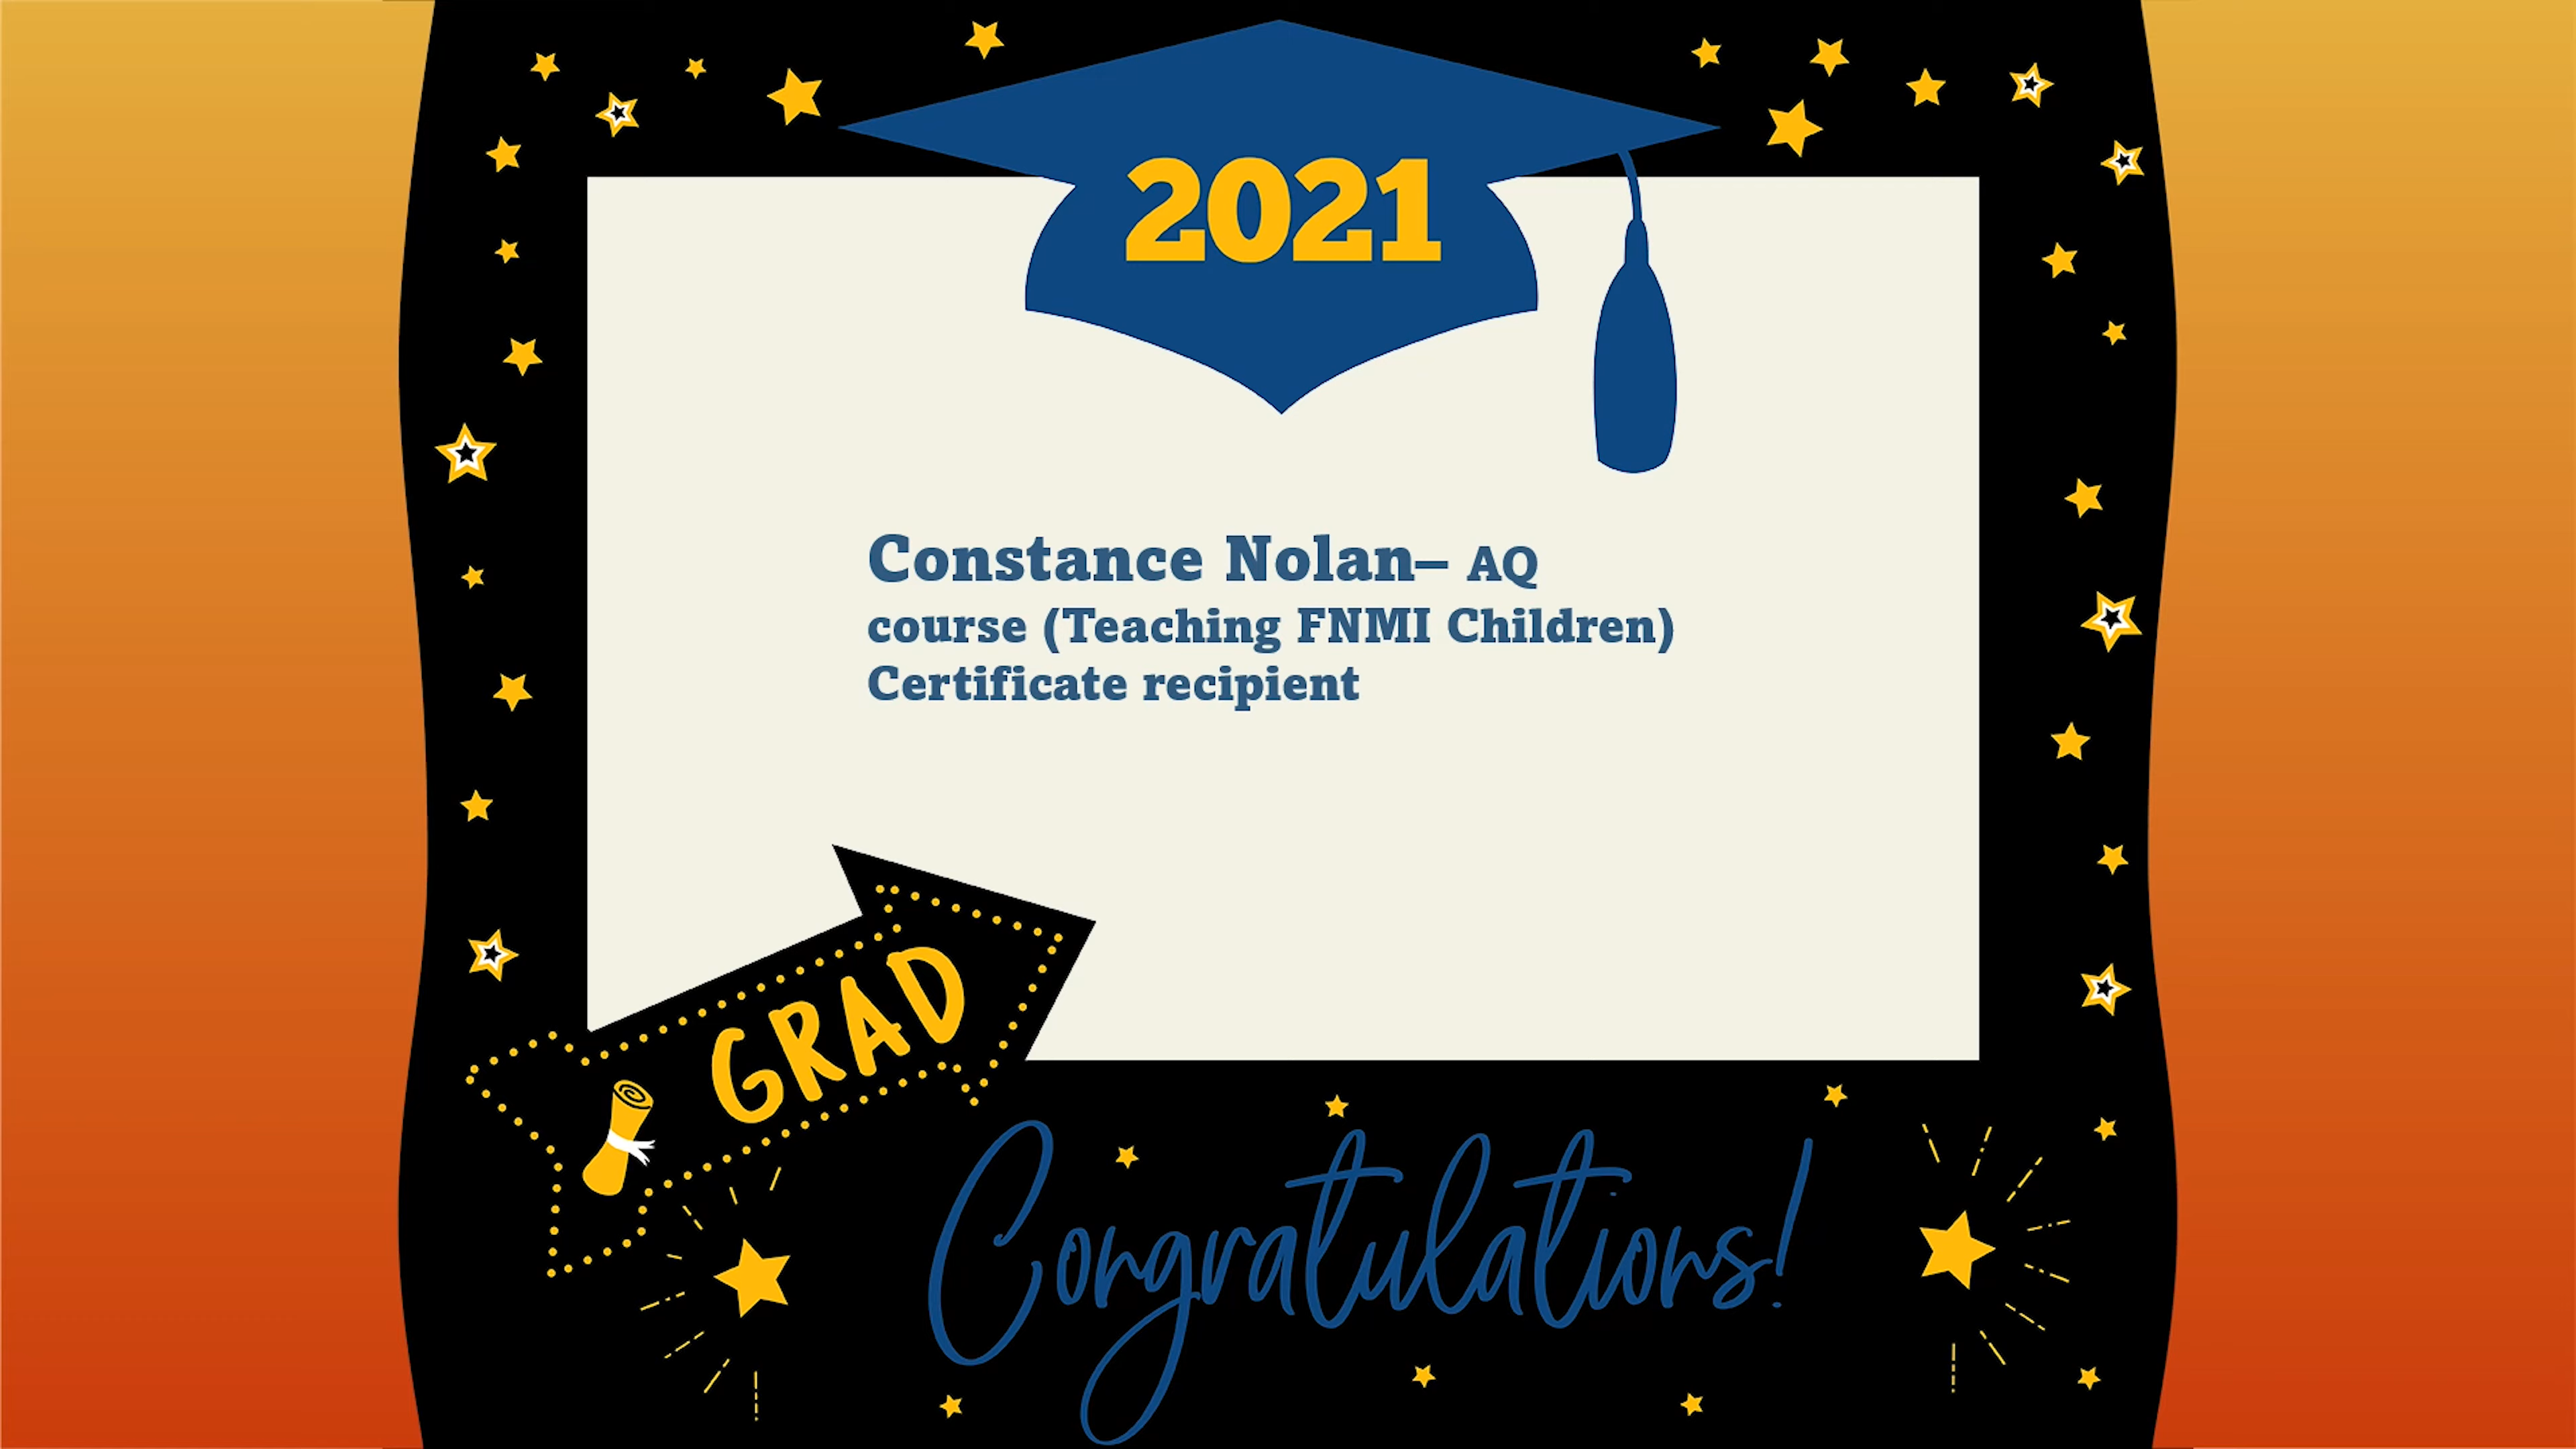 2021
Constance Nolan– AQ
course (Teaching FNMI Children)
Certificate recipient
GRAD
Congratulations!